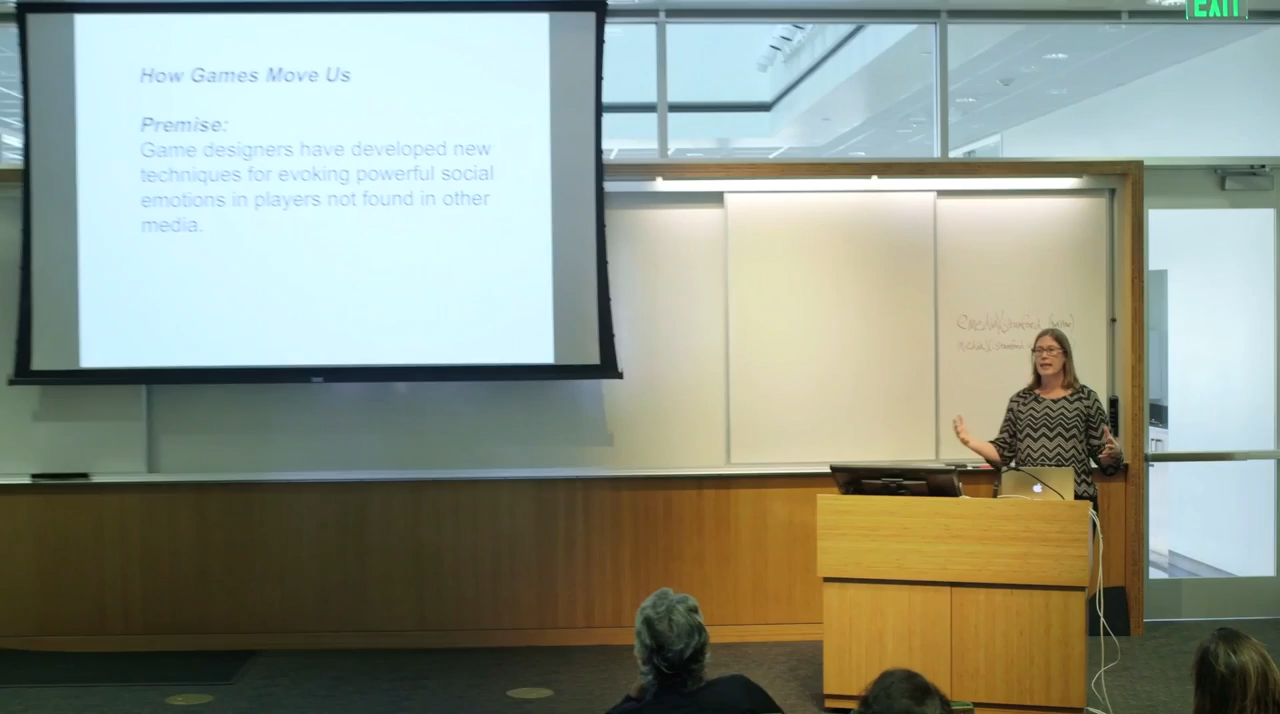 EXIT
How Games Move Us
Premise:
Game designers have developed new
techniques for evoking powerful social
emotions in players not found in other
media.